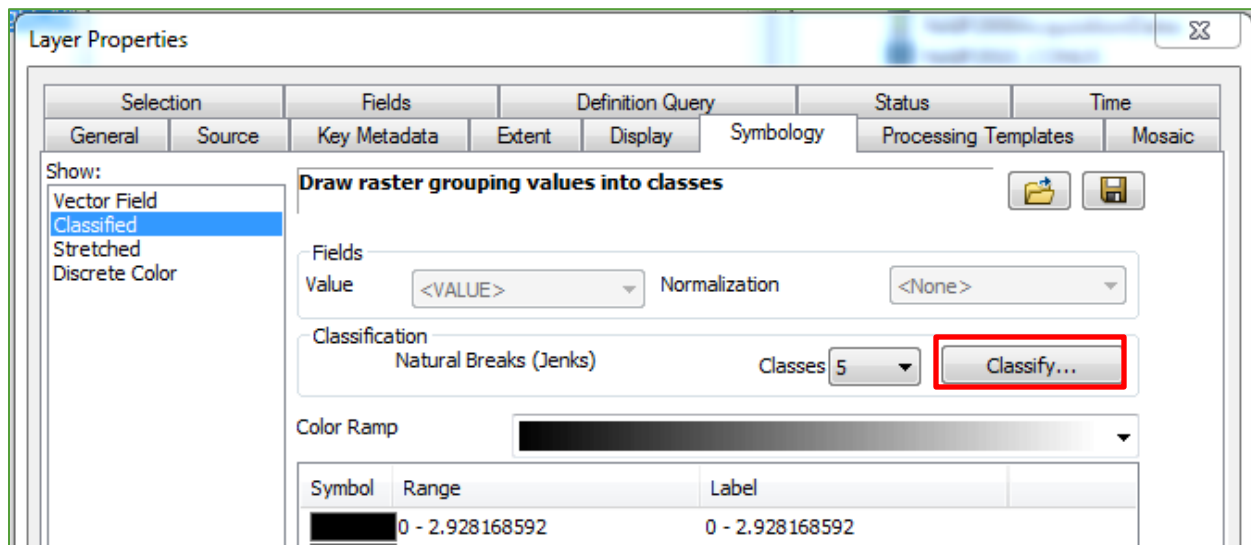 Layer Properties
Selection Fields Definition Query Status Time
General Source Key Metadata Extent Display Symbology Processing Templates Mosaic
Show:
Vector Field
Classified
Stretched
Discrete Color
Draw raster grouping values into classes
Fields
Value <VALUE> Normalization <None>
Classification
Natural Breaks (Jenks) Classes 5 Classify...
Color Ramp
Symbol Range Label
0 - 2.928168592 0 - 2.928168592